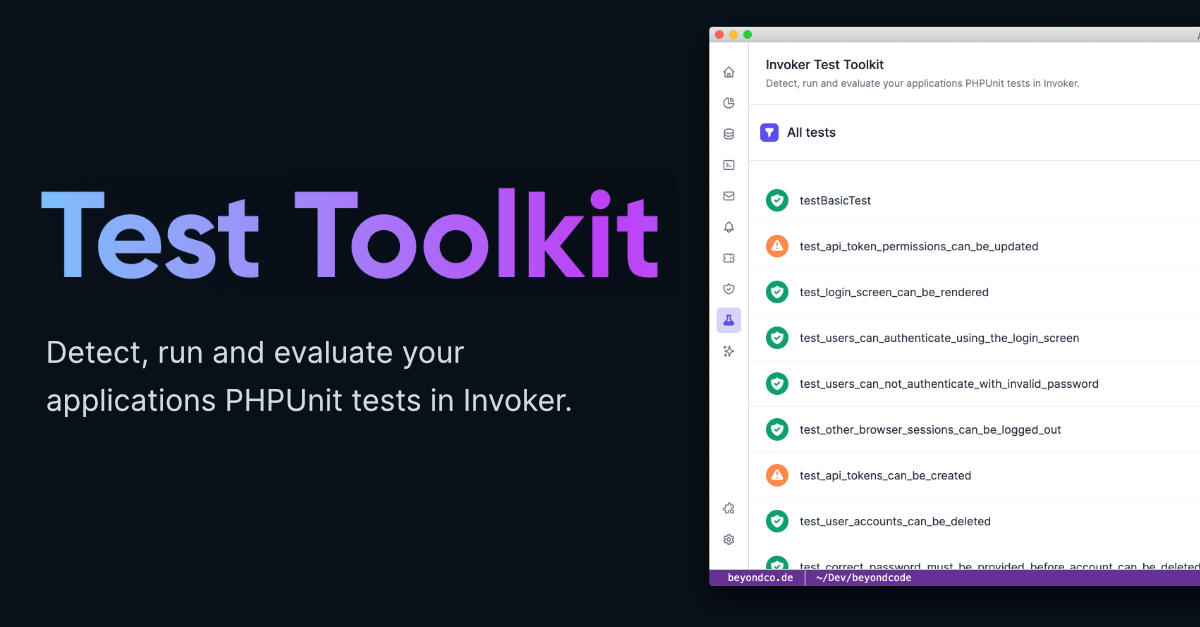 Test Toolkit
Detect, run and evaluate your
applications PHPUnit tests in Invoker.
Invoker Test Toolkit
Detect, run and evaluate your applications PHPUnit tests in Invoker.
All tests
testBasicTest
test_api_token_permissions_can_be_updated
test_login_screen_can_be_rendered
test_users_can_authenticate_using_the_login_screen
test_users_can_not_authenticate_with_invalid_password
test_other_browser_sessions_can_be_logged_out
test_api_tokens_can_be_created
test_user_accounts_can_be_deleted
test_correct_password_must_be_provided_before_account_can_be_deleted
beyondco.de ~/Dev/beyondcode